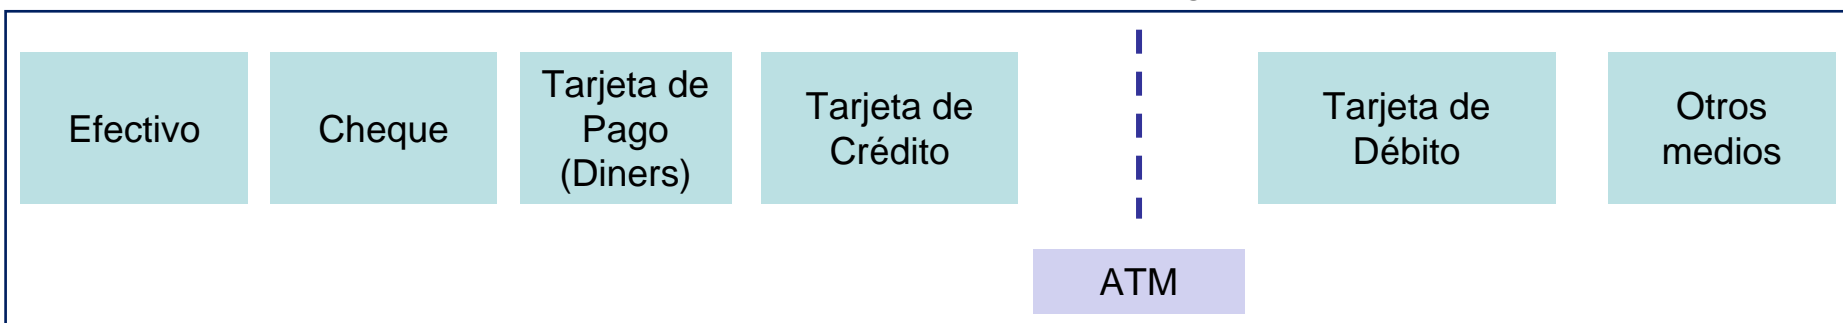 Efectivo
Cheque
Tarjeta de
Pago
(Diners)
Tarjeta de
Crédito
Tarjeta de
Débito
Otros
medios
ATM